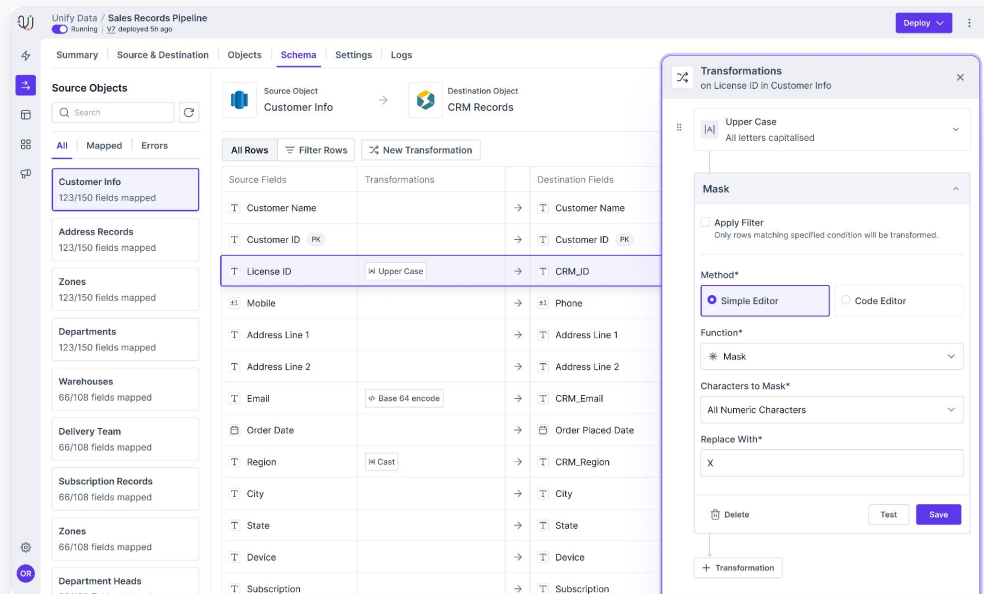 Unify Data / Sales Records Pipeline
Running V7 deployed 5h ago
Deploy
Summary Source & Destination Objects Schema Settings Logs
Source Objects
Search
All Mapped Errors
Customer Info
123/150 fields mapped
Address Records
123/150 fields mapped
Zones
123/150 fields mapped
Departments
123/150 fields mapped
Warehouses
66/108 fields mapped
Delivery Team
66/108 fields mapped
Subscription Records
66/108 fields mapped
Zones
66/108 fields mapped
Department Heads
OR
Source Object
Customer Info
Destination Object
CRM Records
All Rows Filter Rows New Transformation
Source Fields Transformations Destination Fields
T Customer Name T Customer Name
T Customer ID PK T Customer ID PK
T License ID |A| Upper Case T CRM_ID
±1 Mobile ±1 Phone
T Address Line 1 T Address Line 1
T Address Line 2 T Address Line 2
T Email Base 64 encode T CRM_Email
Order Date Order Placed Date
T Region |A| Cast T CRM_Region
T City T City
T State T State
T Device T Device
T Subscription T Subscription
Transformations
on License ID in Customer Info
|A| Upper Case
All letters capitalised
Mask
Apply Filter
Only rows matching specified condition will be transformed.
Method*
Simple Editor Code Editor
Function*
Mask
Characters to Mask*
All Numeric Characters
Replace With*
X
Delete Test Save
+ Transformation